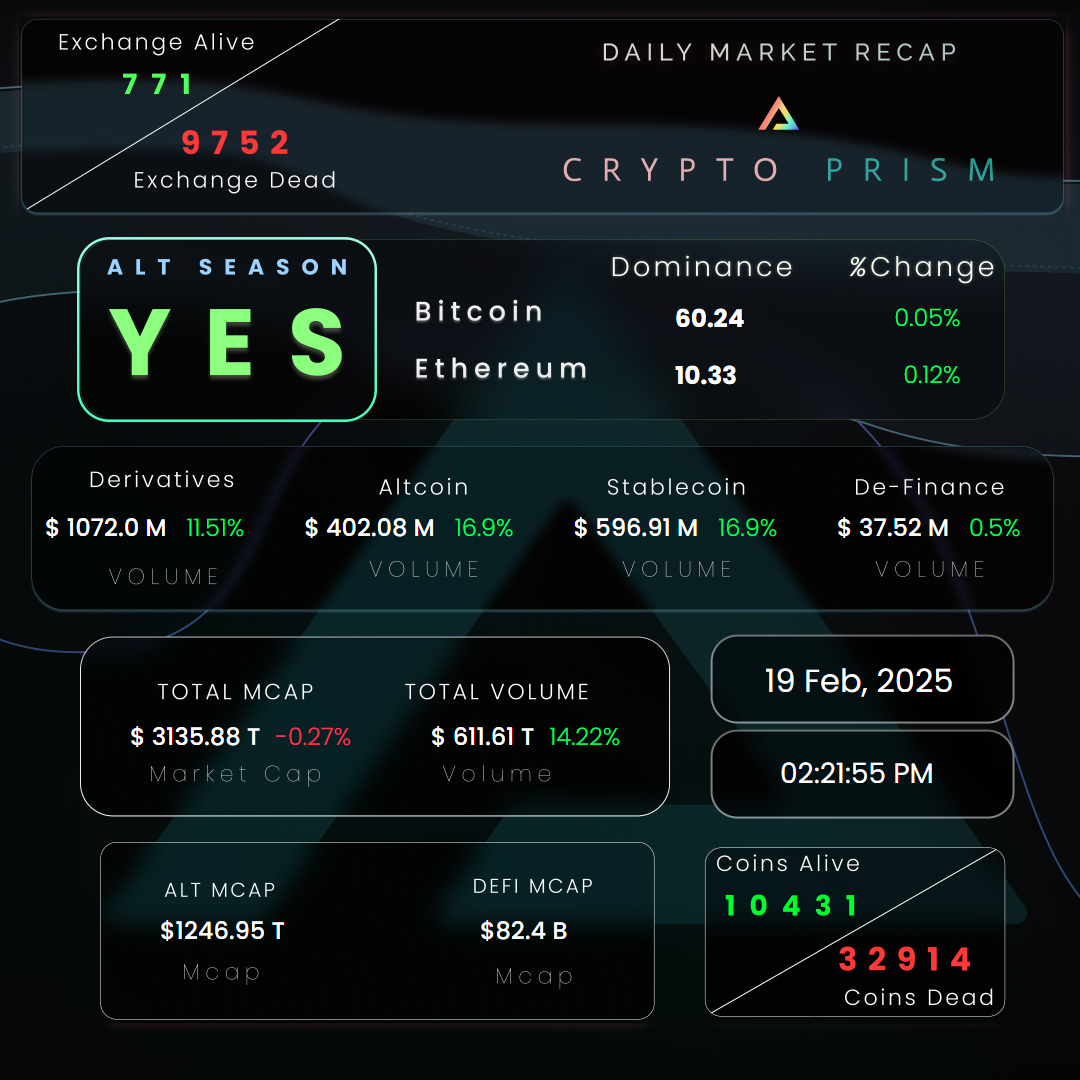 Exchange Alive
771
9752
Exchange Dead
DAILY MARKET RECAP
CRYPTO PRISM
ALT SEASON
YES
Dominance %Change
Bitcoin 60.24 0.05%
Ethereum 10.33 0.12%
Derivatives
$ 1072.0 M 11.51%
VOLUME
Altcoin
$ 402.08 M 16.9%
VOLUME
Stablecoin
$ 596.91 M 16.9%
VOLUME
De-Finance
$ 37.52 M 0.5%
VOLUME
TOTAL MCAP
$ 3135.88 T -0.27%
Market Cap
TOTAL VOLUME
$ 611.61 T 14.22%
Volume
19 Feb, 2025
02:21:55 PM
ALT MCAP
$1246.95 T
Mcap
DEFI MCAP
$82.4 B
Mcap
Coins Alive
10431
32914
Coins Dead